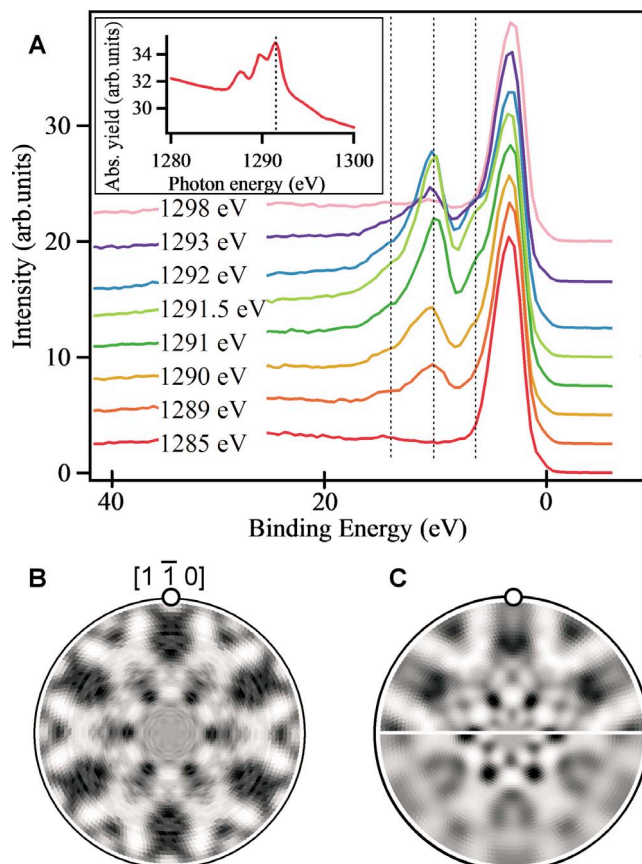 A
Abs. yield (arb.units)
34
32
30
1280
1290
1300
Photon energy (eV)
Intensity (arb.units)
30
20
10
0
1298 eV
1293 eV
1292 eV
1291.5 eV
1291 eV
1290 eV
1289 eV
1285 eV
40
20
0
Binding Energy (eV)
B
[1 1̄ 0]
C